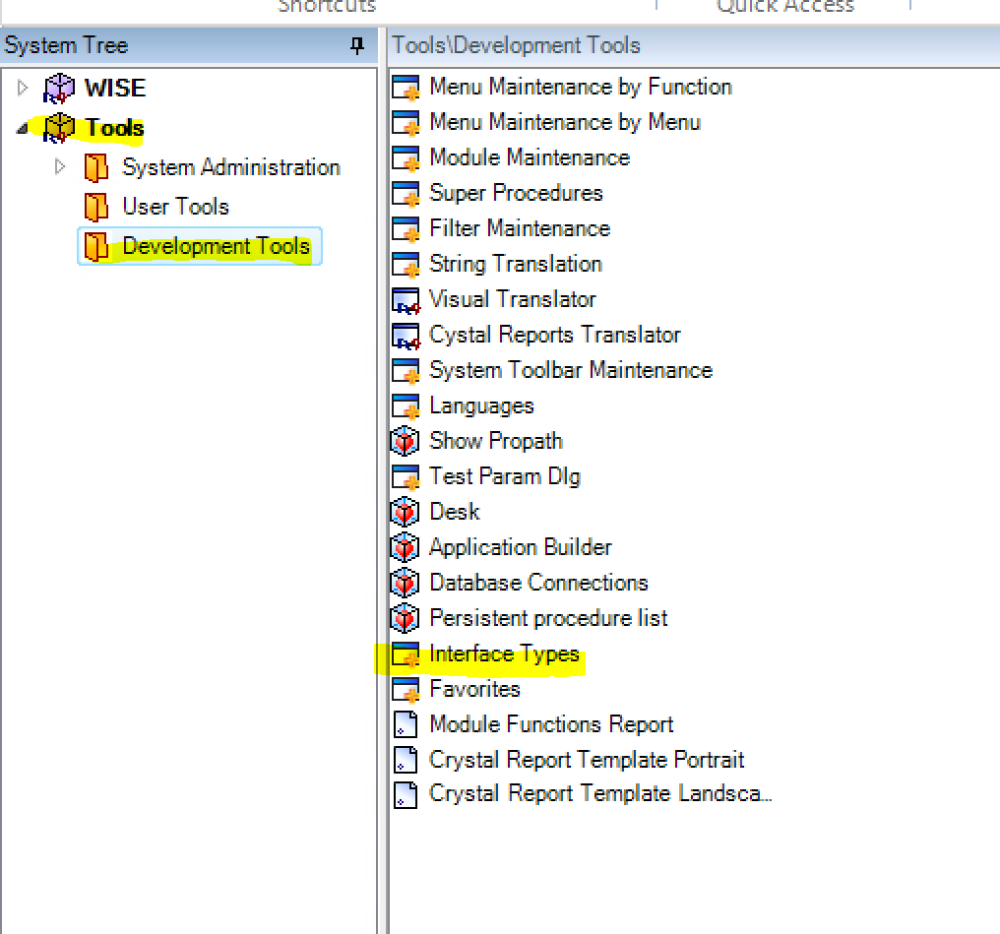 Shortcuts
Quick Access
System Tree
WISE
Tools
System Administration
User Tools
Development Tools
Tools\Development Tools
Menu Maintenance by Function
Menu Maintenance by Menu
Module Maintenance
Super Procedures
Filter Maintenance
String Translation
Visual Translator
Cystal Reports Translator
System Toolbar Maintenance
Languages
Show Propath
Test Param Dlg
Desk
Application Builder
Database Connections
Persistent procedure list
Interface Types
Favorites
Module Functions Report
Crystal Report Template Portrait
Crystal Report Template Landsca...